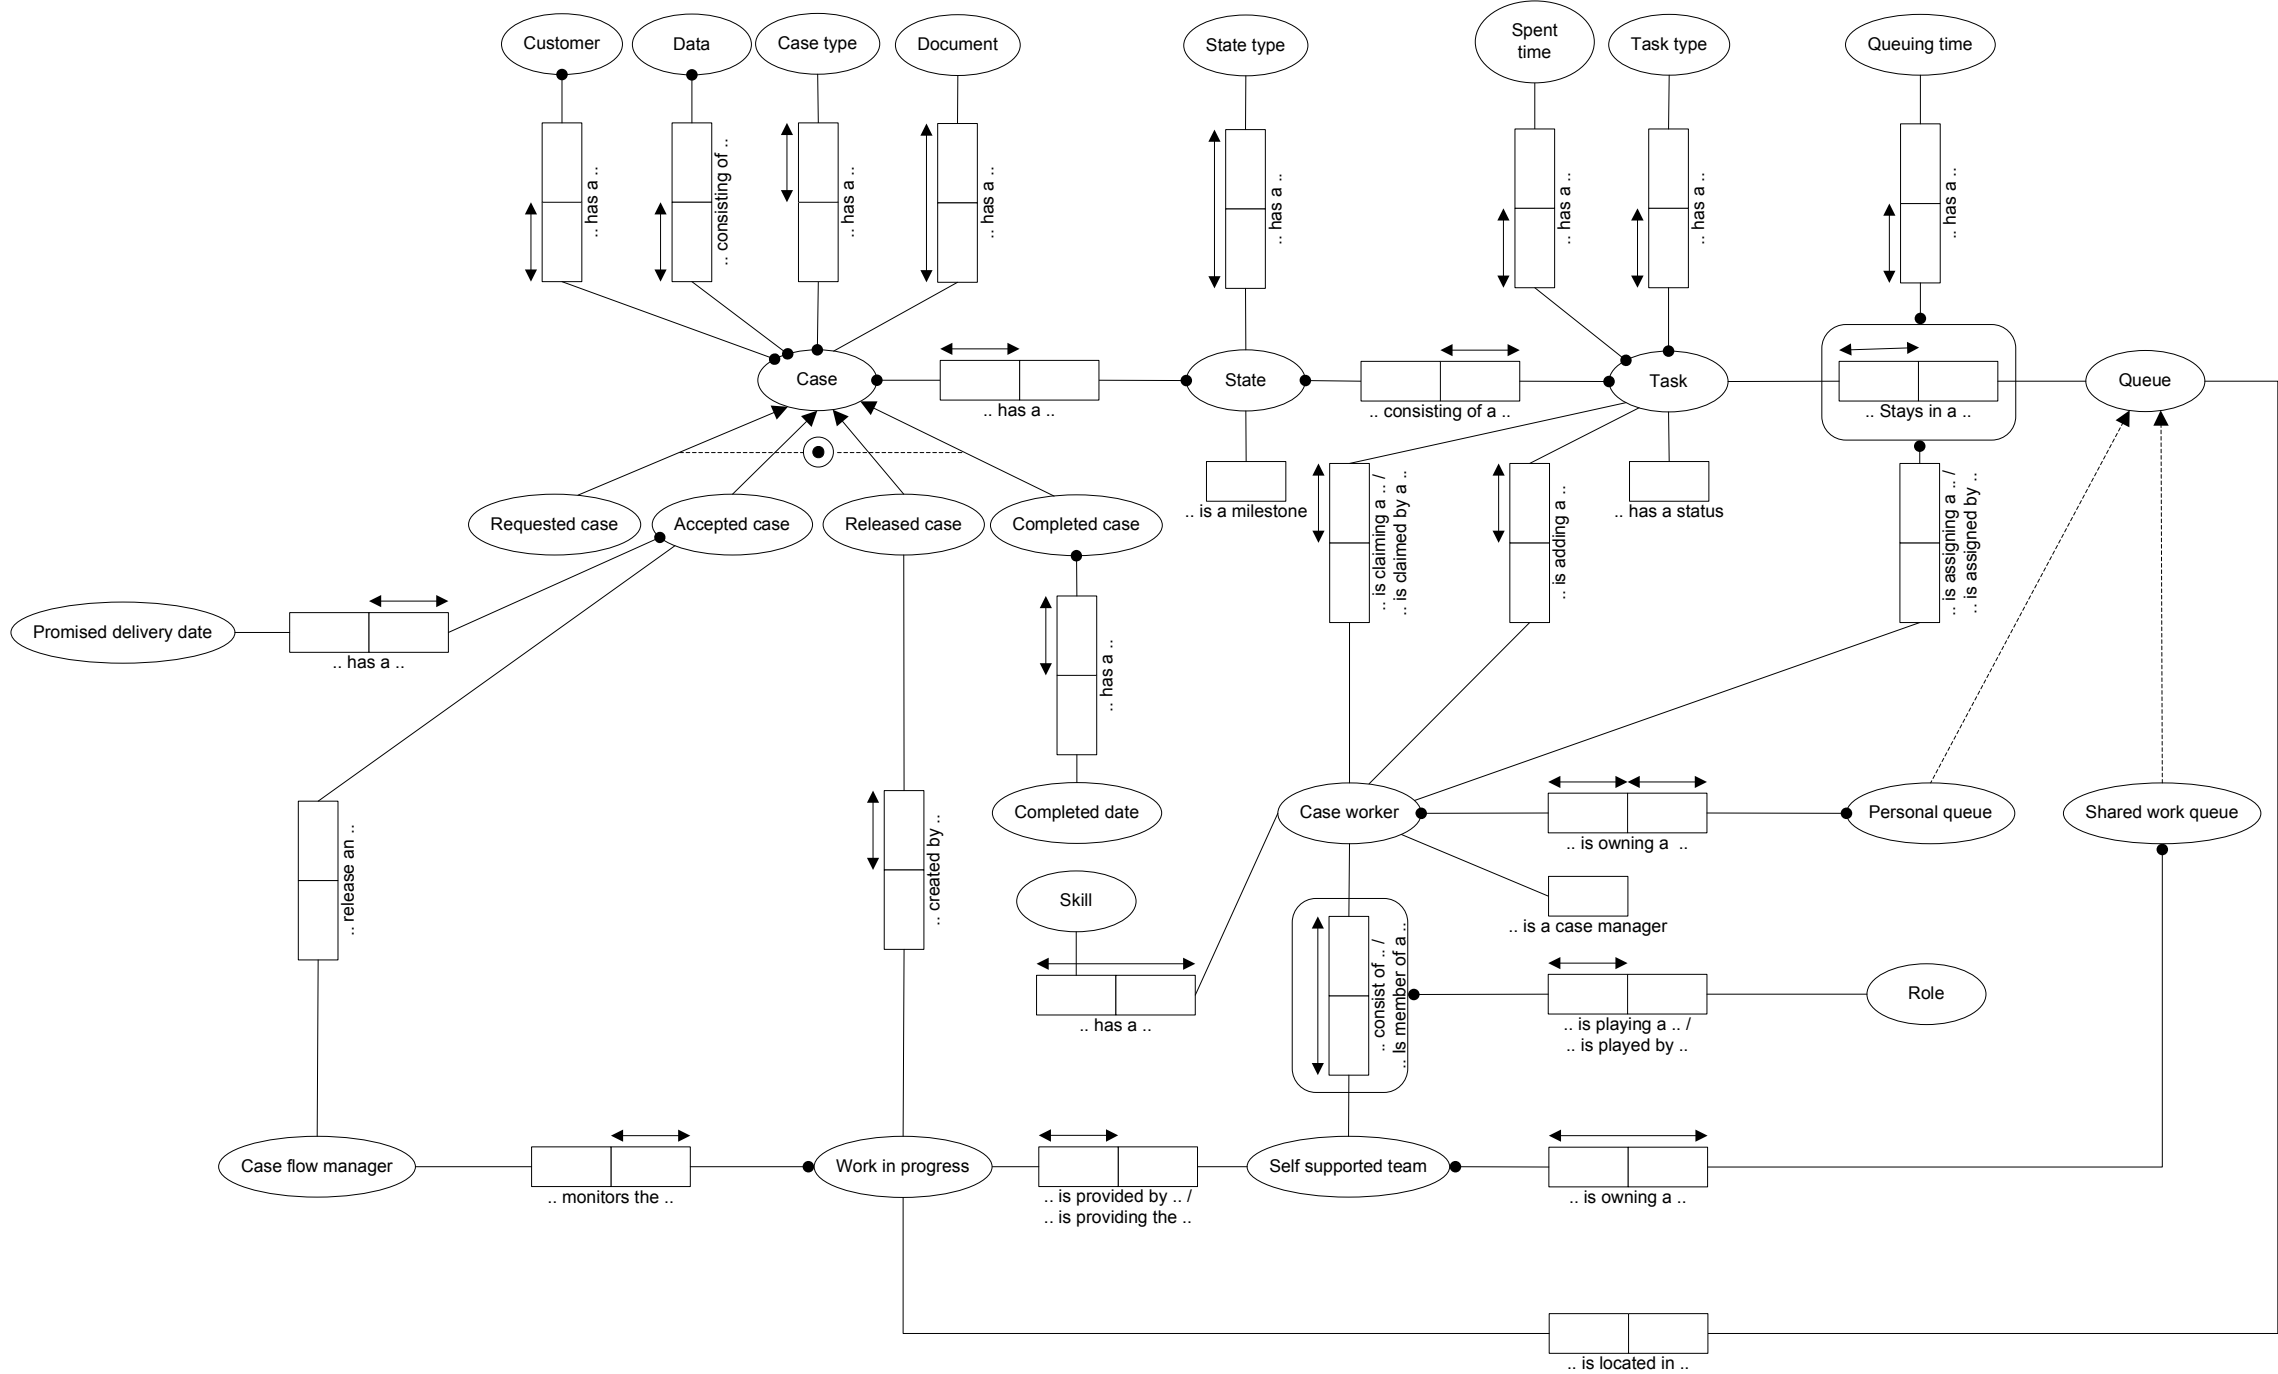 Customer
Data
Case type
Document
State type
Spent
time
Task type
Queuing time
.. has a ..
.. consisting of ..
.. has a ..
.. has a ..
.. has a ..
.. has a ..
.. has a ..
.. has a ..
Case
State
Task
Queue
.. has a ..
.. consisting of a ..
.. Stays in a ..
Requested case
Accepted case
Released case
Completed case
.. is a milestone
.. is claiming a .. /
.. is claimed by a ..
.. is adding a ..
.. has a status
.. is assigning a .. /
.. is assigned by ..
Promised delivery date
.. has a ..
.. has a ..
Completed date
Case worker
.. is owning a ..
Personal queue
Shared work queue
.. release an ..
.. created by ..
Skill
.. is a case manager
.. has a ..
.. consist of .. /
.. Is member of a ..
.. is playing a .. /
.. is played by ..
Role
Case flow manager
.. monitors the ..
Work in progress
.. is provided by .. /
.. is providing the ..
Self supported team
.. is owning a ..
.. is located in ..